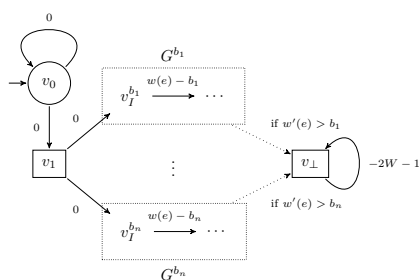 0
G^{b_1}
v_0
v_I^{b_1} w(e) − b_1 ⋯
0
0
if w'(e) > b_1
v_1
⋮
v_⊥
−2W − 1
0
if w'(e) > b_n
v_I^{b_n} w(e) − b_n ⋯
G^{b_n}